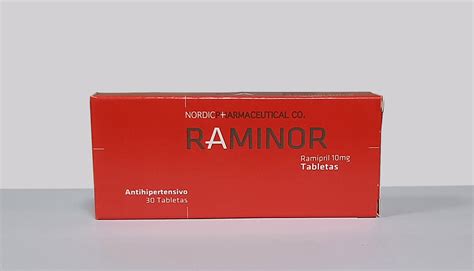 NORDIC PHARMACEUTICAL CO.
RAMINOR
Ramipril 10mg
Tabletas
Antihipertensivo
30 Tabletas